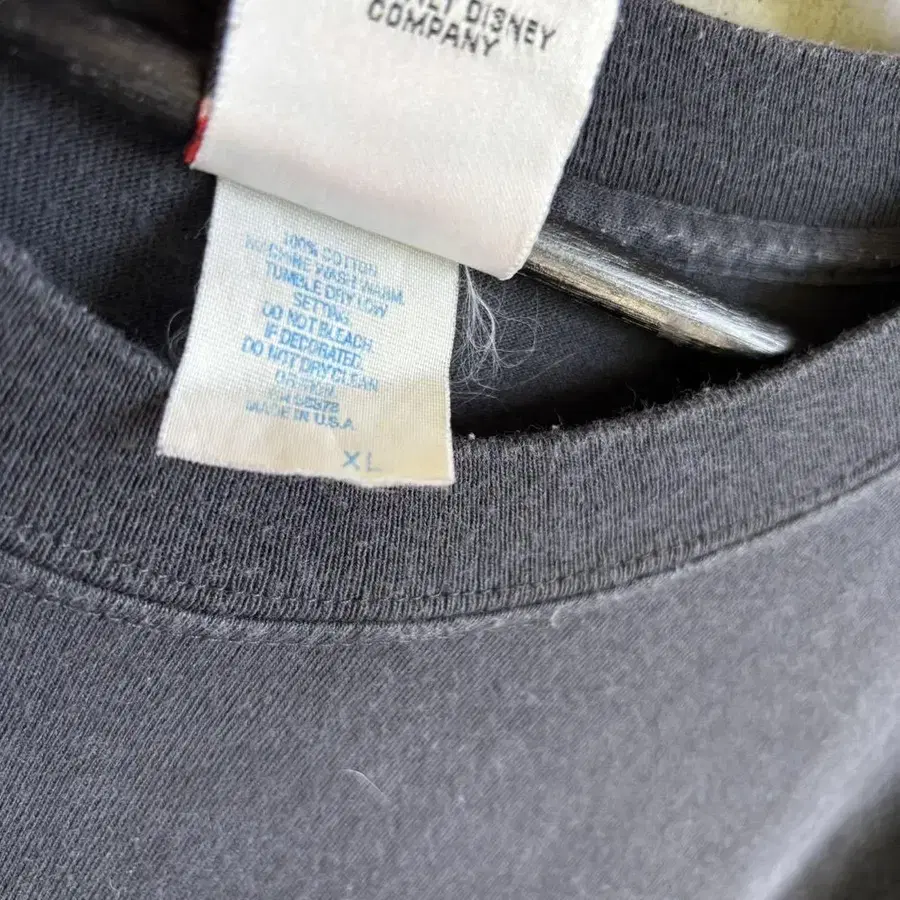 DISNEY
COMPANY
100% COTTON
WASH WARM
TUMBLE DRY LOW
SETTING
DO NOT BLEACH
IF DECORATED
DO NOT DRY CLEAN
MADE IN U.S.A.
XL